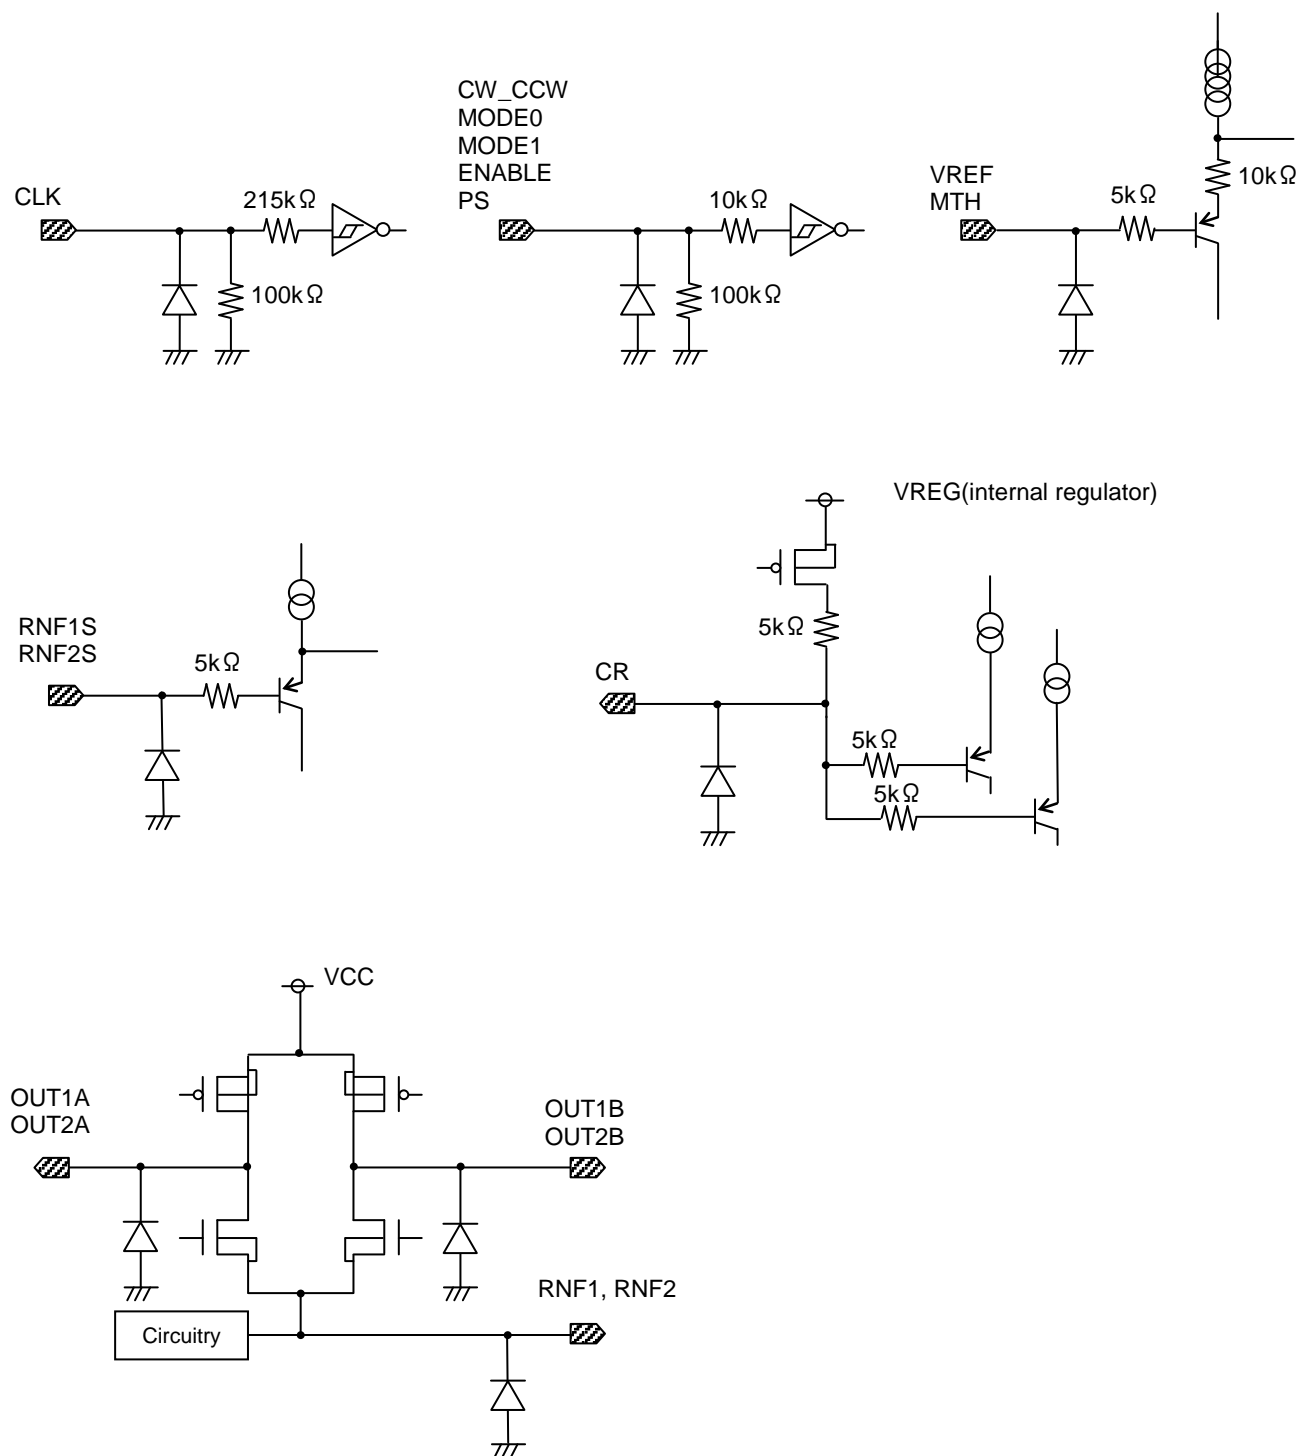 CLK
215kΩ
100kΩ
CW_CCW
MODE0
MODE1
ENABLE
PS
10kΩ
100kΩ
VREF
MTH
5kΩ
10kΩ
RNF1S
RNF2S
5kΩ
VREG(internal regulator)
5kΩ
CR
5kΩ
5kΩ
VCC
OUT1A
OUT2A
OUT1B
OUT2B
RNF1, RNF2
Circuitry